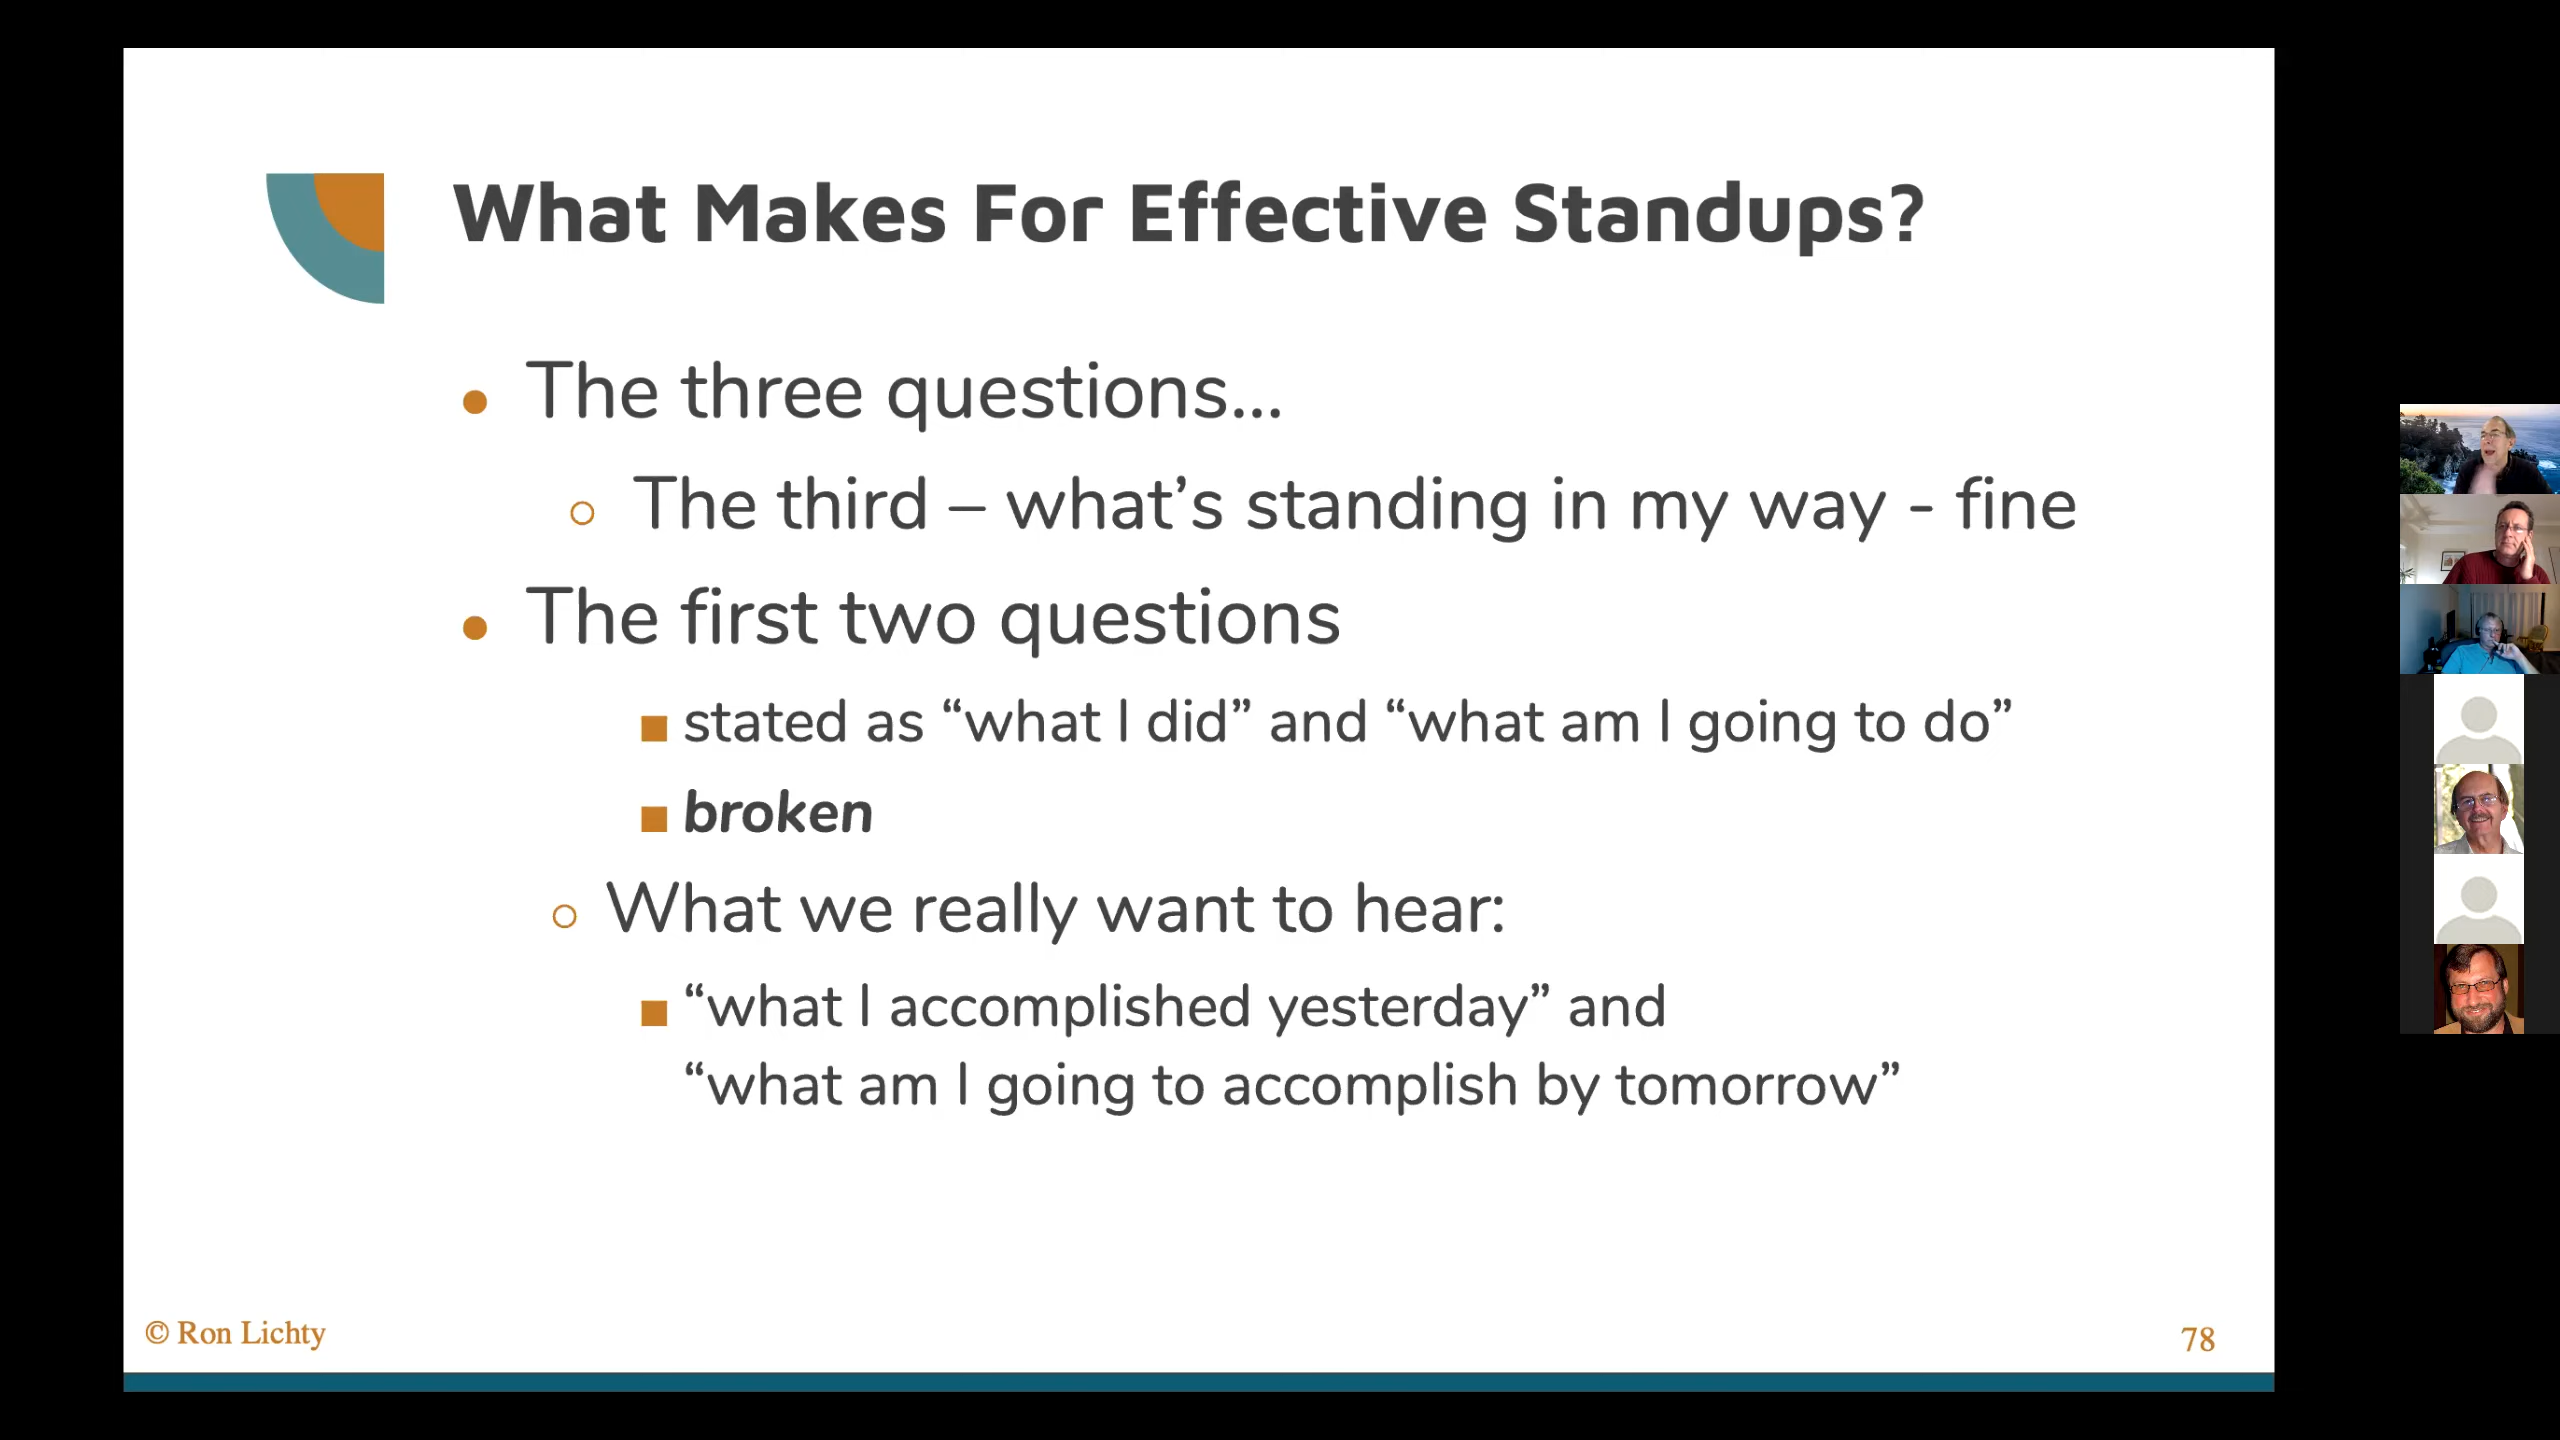 What Makes For Effective Standups?
• The three questions...
○ The third – what’s standing in my way - fine
• The first two questions
■ stated as “what I did” and “what am I going to do”
■ broken
○ What we really want to hear:
■ “what I accomplished yesterday” and
“what am I going to accomplish by tomorrow”
© Ron Lichty
78